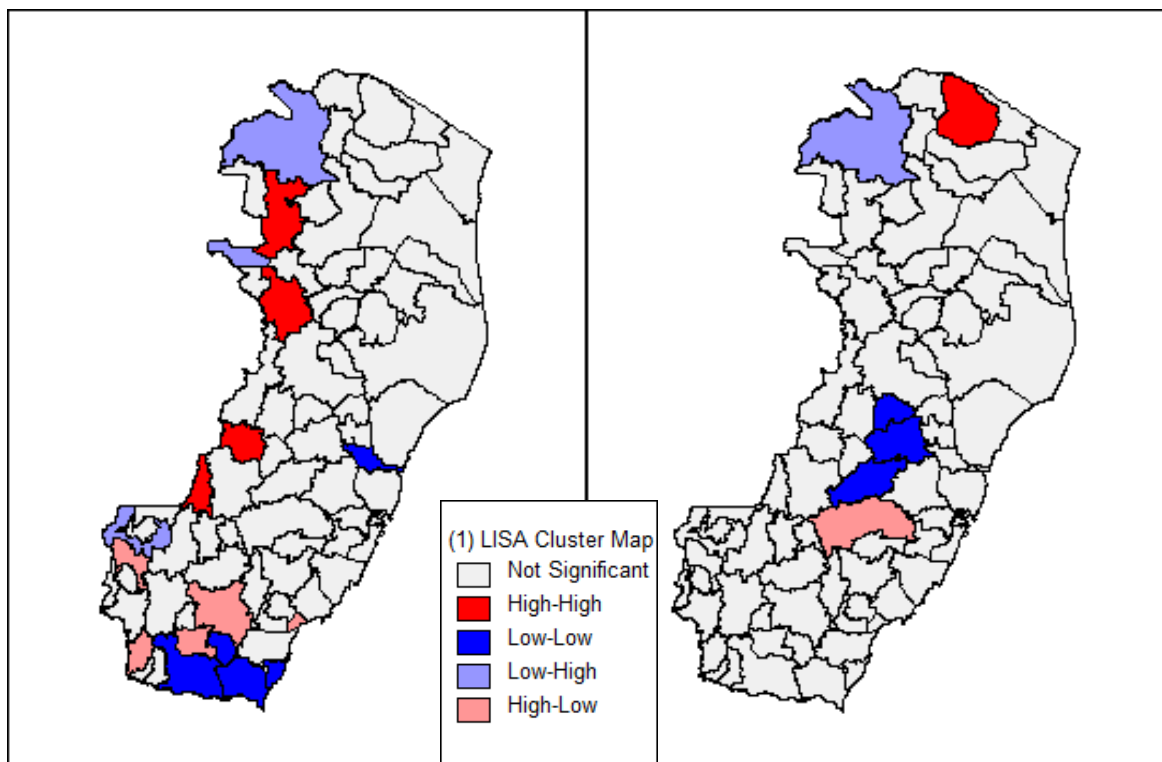 (1) LISA Cluster Map
Not Significant
High-High
Low-Low
Low-High
High-Low